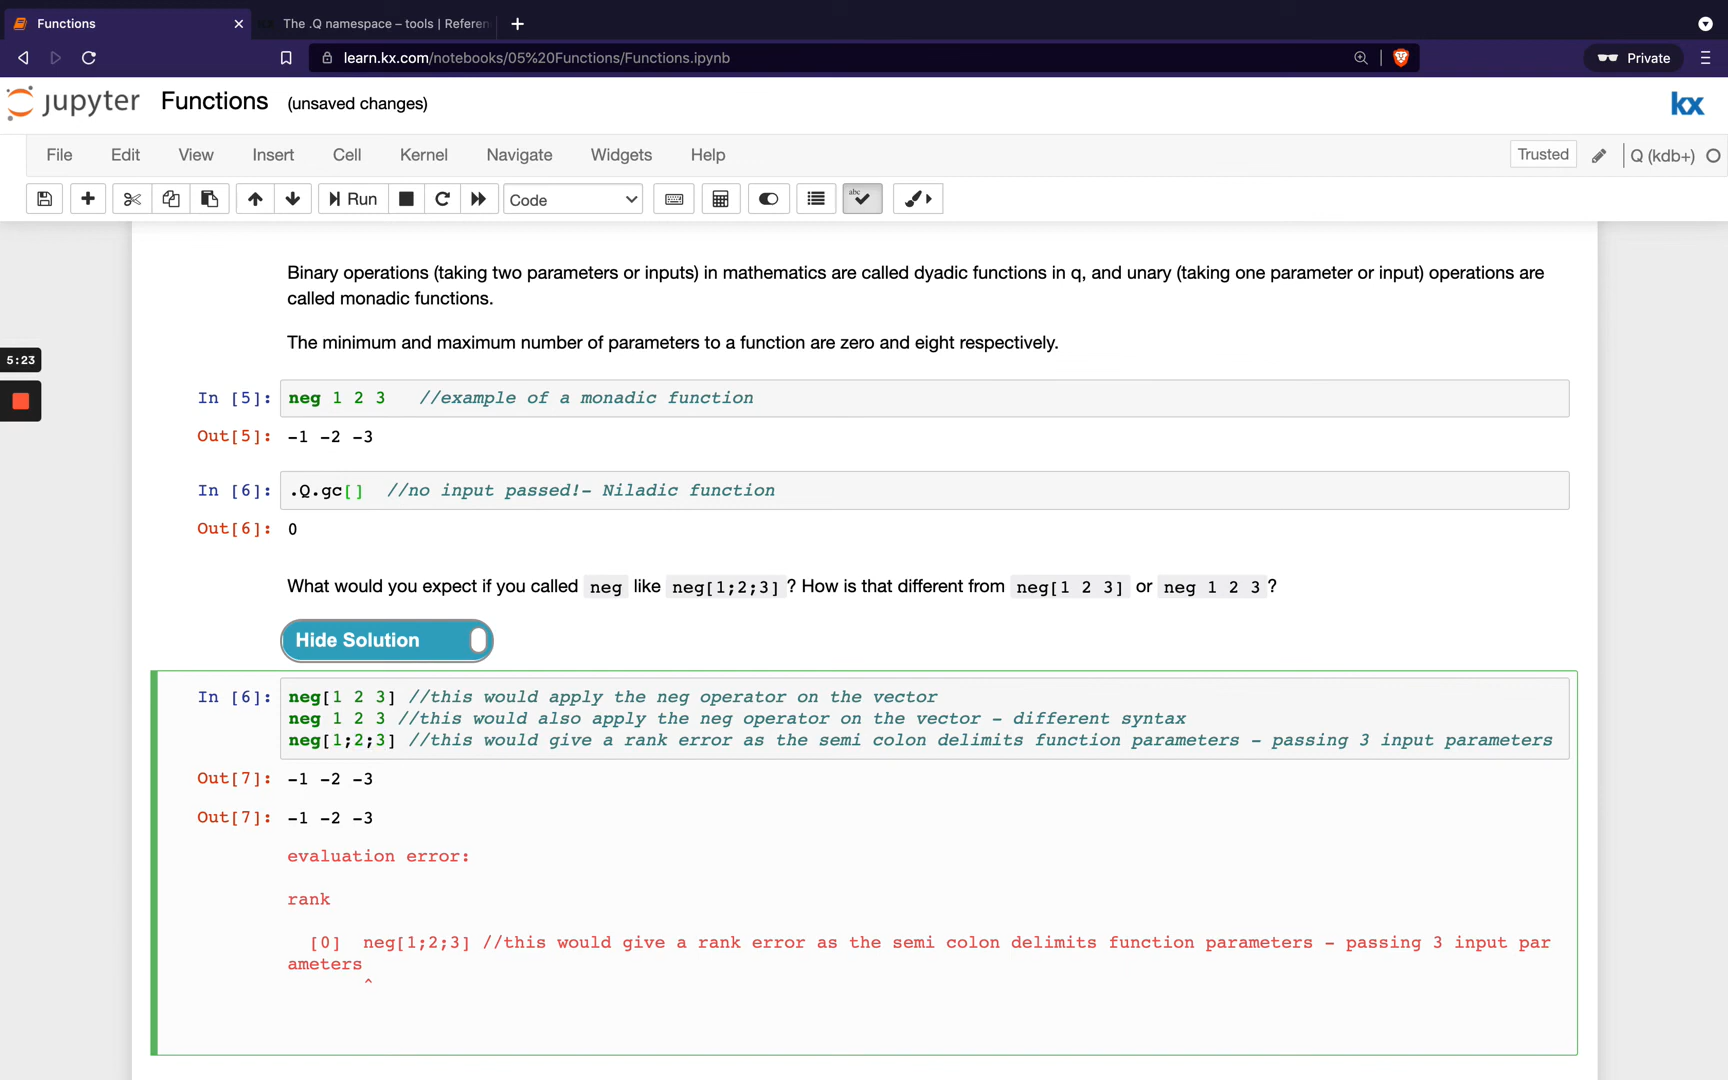 Functions
The .Q namespace – tools | Referen
learn.kx.com/notebooks/05%20Functions/Functions.ipynb
Private
jupyter Functions (unsaved changes)
kx
File Edit View Insert Cell Kernel Navigate Widgets Help
Trusted
Q (kdb+)
Run
Code
abc
Binary operations (taking two parameters or inputs) in mathematics are called dyadic functions in q, and unary (taking one parameter or input) operations are
called monadic functions.
The minimum and maximum number of parameters to a function are zero and eight respectively.
5:23
In [5]: neg 1 2 3 //example of a monadic function
Out[5]: -1 -2 -3
In [6]: .Q.gc[] //no input passed!- Niladic function
Out[6]: 0
What would you expect if you called neg like neg[1;2;3]? How is that different from neg[1 2 3] or neg 1 2 3?
Hide Solution
In [6]: neg[1 2 3] //this would apply the neg operator on the vector
neg 1 2 3 //this would also apply the neg operator on the vector - different syntax
neg[1;2;3] //this would give a rank error as the semi colon delimits function parameters - passing 3 input parameters
Out[7]: -1 -2 -3
Out[7]: -1 -2 -3
evaluation error:
rank
[0] neg[1;2;3] //this would give a rank error as the semi colon delimits function parameters - passing 3 input par
ameters
^